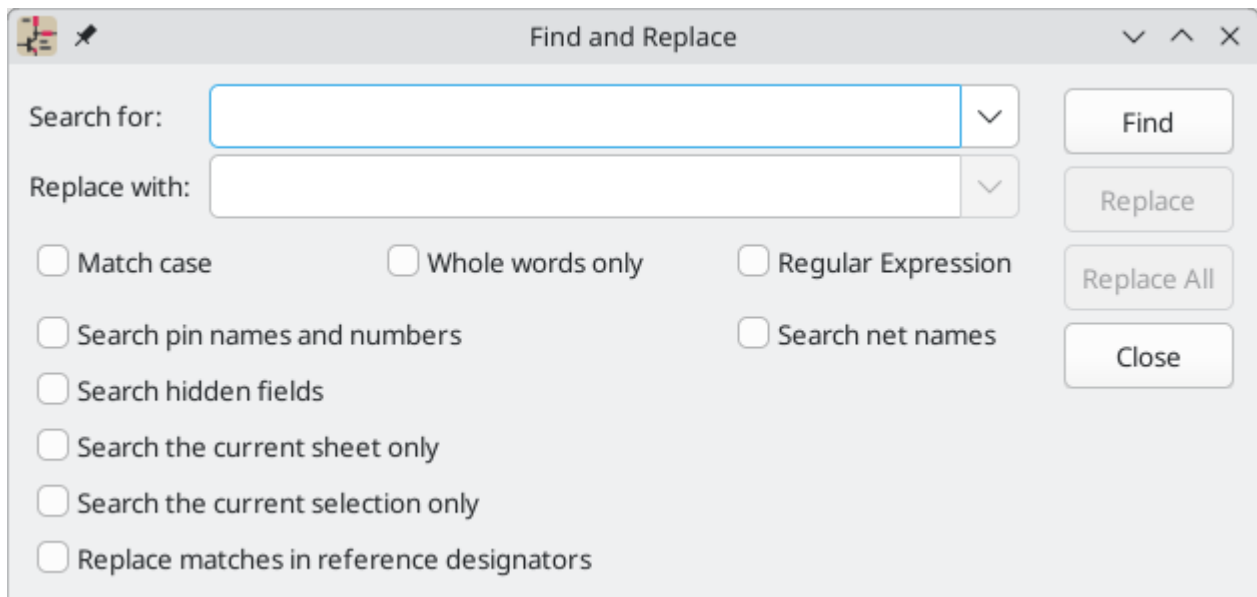 Find and Replace
Search for:
Find
Replace with:
Replace
Match case Whole words only Regular Expression
Replace All
Search pin names and numbers Search net names
Close
Search hidden fields
Search the current sheet only
Search the current selection only
Replace matches in reference designators